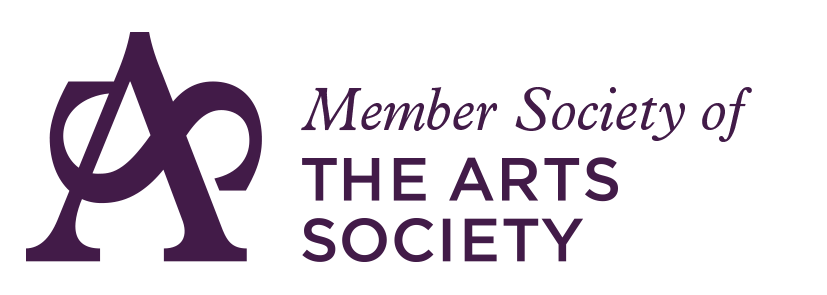 Member Society of
THE ARTS
SOCIETY